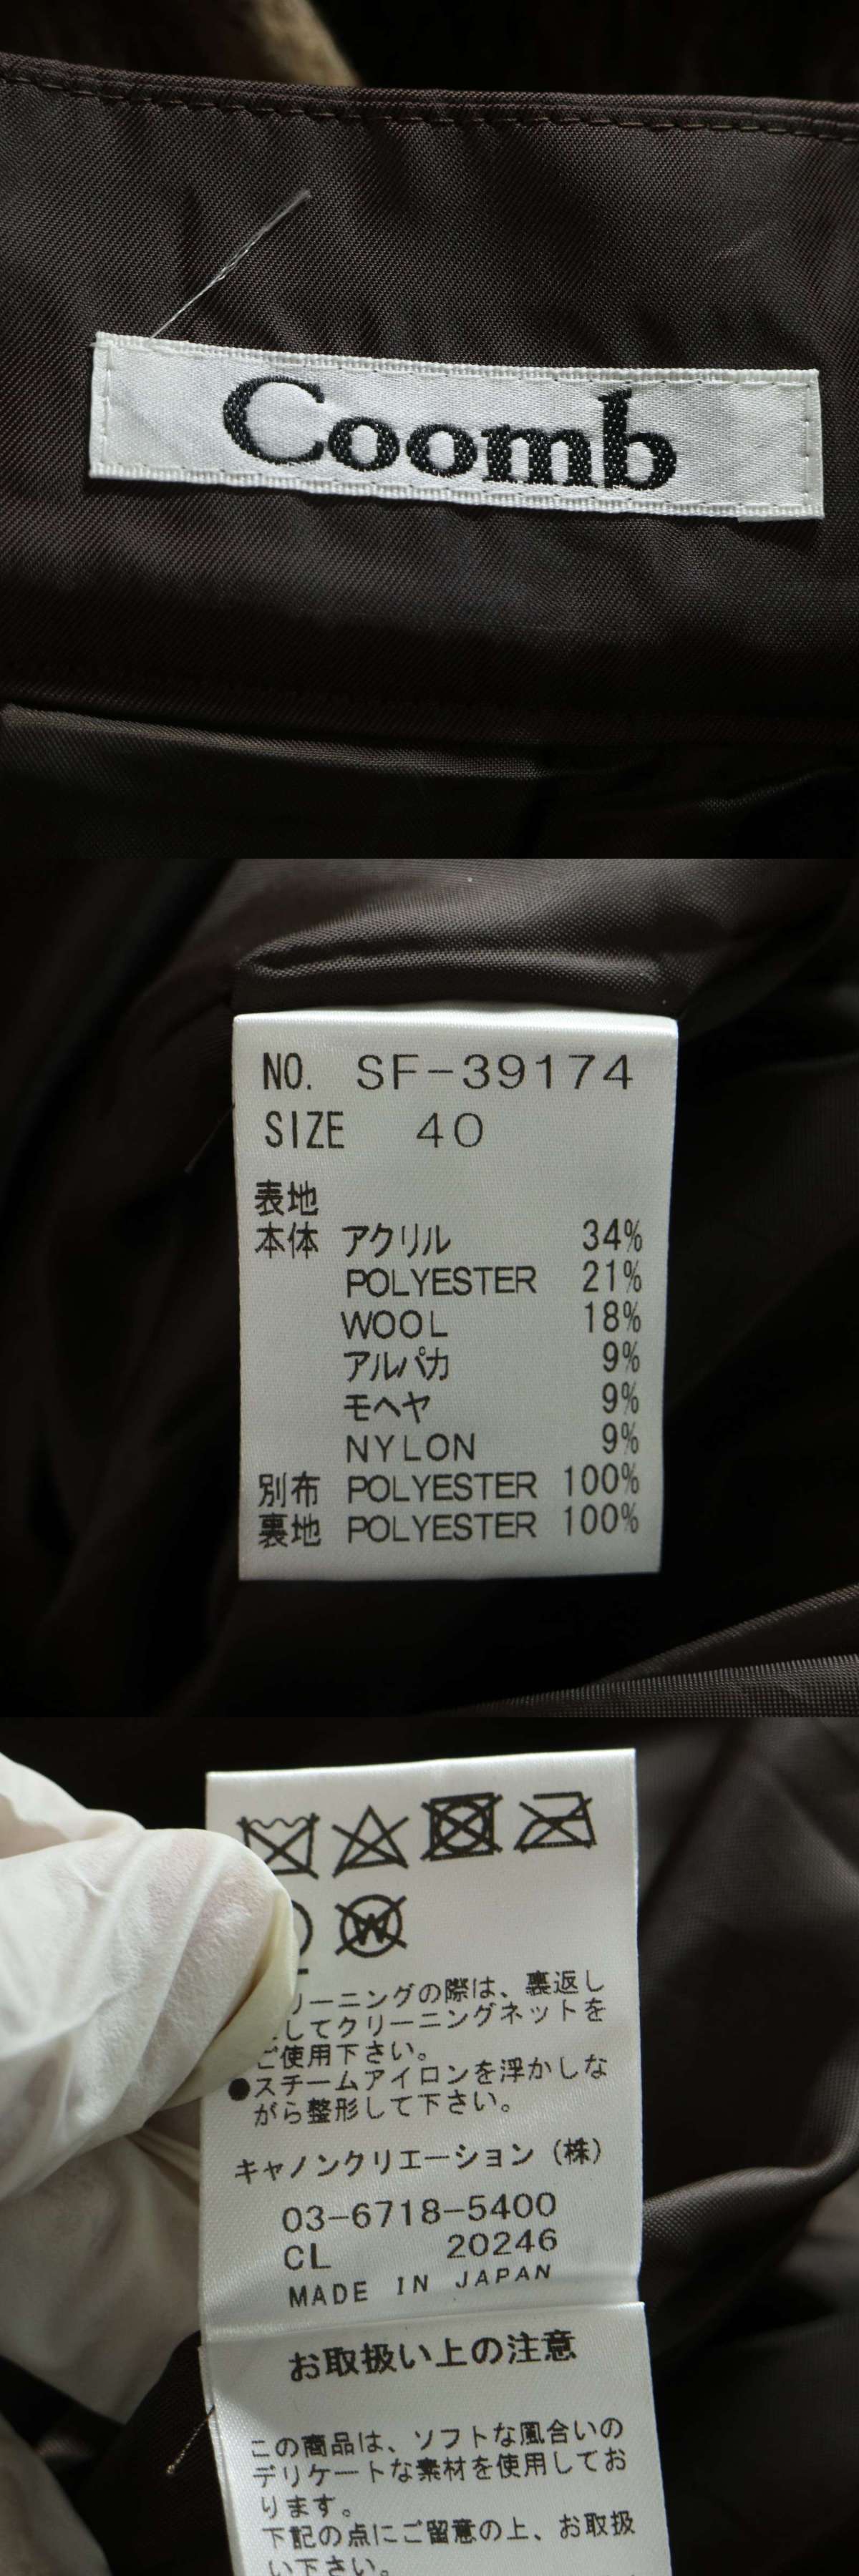 Coomb
NO. SF-39174
SIZE 40
表地
本体 アクリル 34%
POLYESTER 21%
WOOL 18%
アルパカ 9%
モヘヤ 9%
NYLON 9%
別布 POLYESTER 100%
裏地 POLYESTER 100%
W
リーニングの際は、裏返し
してクリーニングネットを
ご使用下さい。
●スチームアイロンを浮かしな
がら整形して下さい。
キャノンクリエーション(株)
03-6718-5400
CL 20246
MADE IN JAPAN
お取扱い上の注意
この商品は、ソフトな風合いの
デリケートな素材を使用してお
ります。
下記の点にご留意の上、お取扱
い下さい。